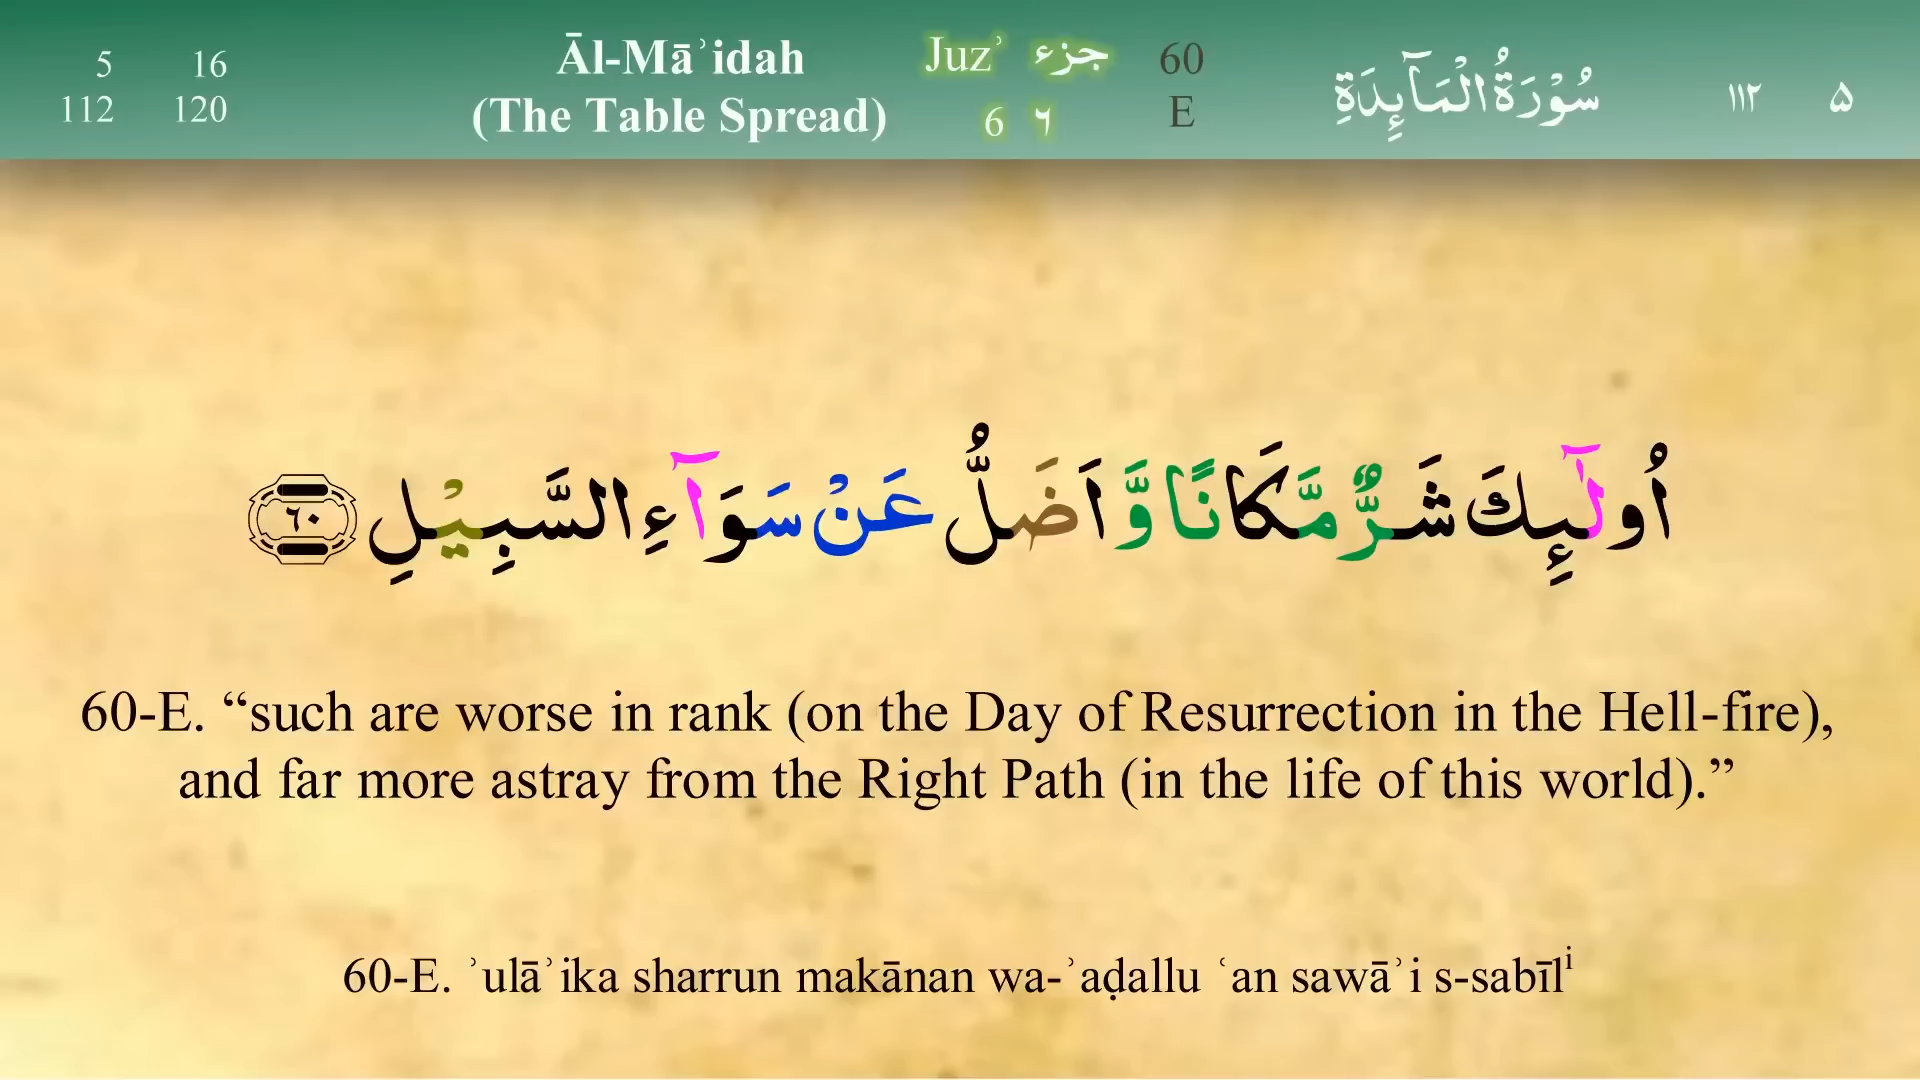 5 16
112 120
Āl-Māʾidah
(The Table Spread)
Juzʾ جزء
6 ٦
60
E
سُوْرَةُ الْمَآئِدَةِ
١١٢ ۵
اُولٰٓئِكَ شَرٌّ مَّكَانًا وَّاَضَلُّ عَنْ سَوَآءِ السَّبِيْلِ ٦٠
60-E. “such are worse in rank (on the Day of Resurrection in the Hell-fire),
and far more astray from the Right Path (in the life of this world).”
60-E. ʾulāʾika sharrun makānan wa-ʾaḍallu ʿan sawāʾi s-sabīlⁱ